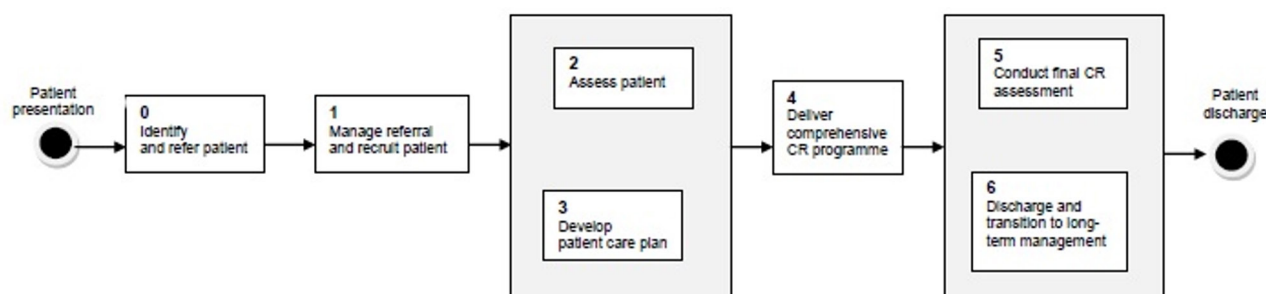 Patient
presentation
0
Identify
and refer patient
1
Manage referral
and recruit patient
2
Assess patient
3
Develop
patient care plan
4
Deliver
comprehensive
CR programme
5
Conduct final CR
assessment
6
Discharge and
transition to long-
term management
Patient
discharge